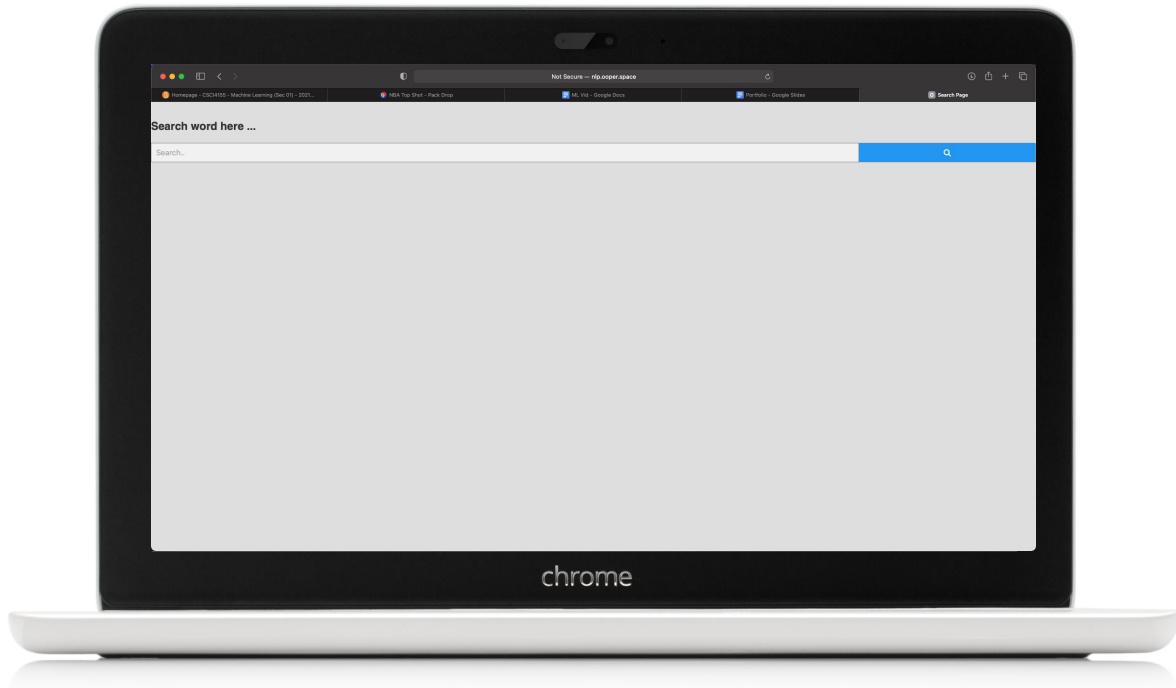 Not Secure — nlp.ooper.space
Homepage - CSCI4155 - Machine Learning (Sec 01) - 2021...
NBA Top Shot - Pack Drop
ML Vid - Google Docs
Portfolio - Google Slides
Search Page
Search word here ...
Search..
chrome